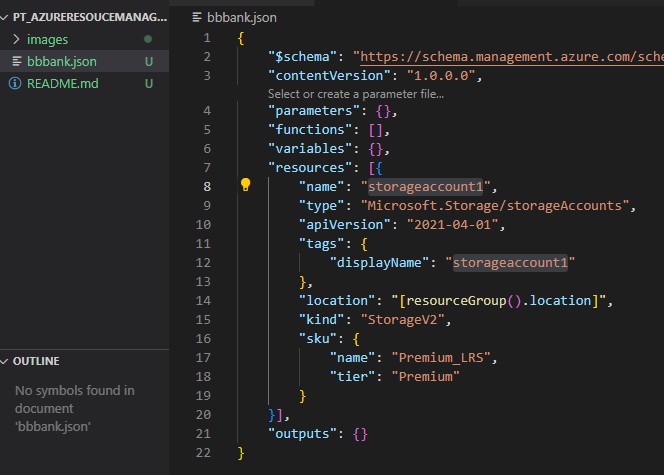 PT_AZURERESOUCEMANAG...
images
bbbank.json U
README.md U
OUTLINE
No symbols found in
document
'bbbank.json'
bbbank.json
1 {
2 "$schema": "https://schema.management.azure.com/sche
3 "contentVersion": "1.0.0.0",
Select or create a parameter file...
4 "parameters": {},
5 "functions": [],
6 "variables": {},
7 "resources": [{
8 "name": "storageaccount1",
9 "type": "Microsoft.Storage/storageAccounts",
10 "apiVersion": "2021-04-01",
11 "tags": {
12 "displayName": "storageaccount1"
13 },
14 "location": "[resourceGroup().location]",
15 "kind": "StorageV2",
16 "sku": {
17 "name": "Premium_LRS",
18 "tier": "Premium"
19 }
20 }],
21 "outputs": {}
22 }